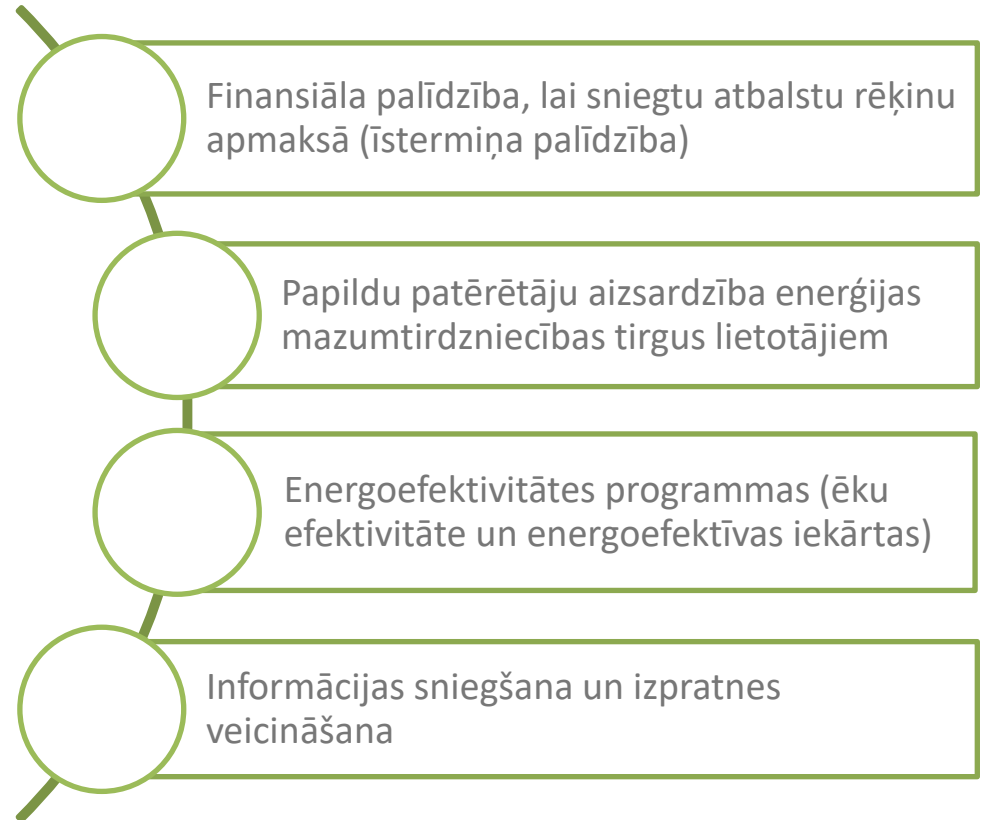 Finansiāla palīdzība, lai sniegtu atbalstu rēķinu
apmaksā (īstermiņa palīdzība)
Papildu patērētāju aizsardzība enerģijas
mazumtirdzniecības tirgus lietotājiem
Energoefektivitātes programmas (ēku
efektivitāte un energoefektīvas iekārtas)
Informācijas sniegšana un izpratnes
veicināšana